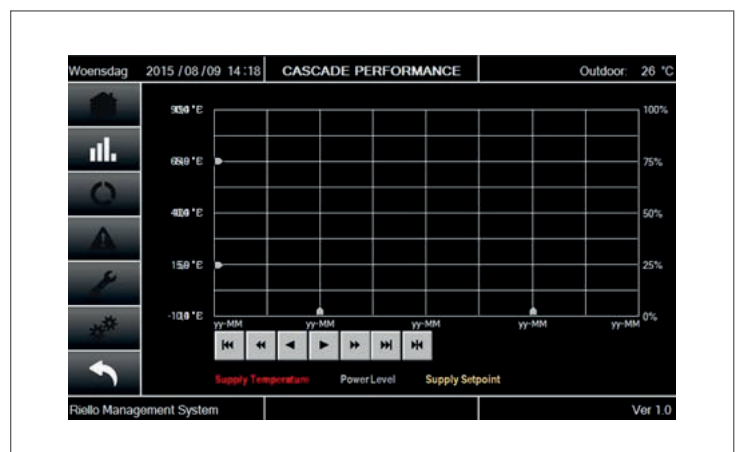 Woensdag 2015 / 08 / 09 14:18 CASCADE PERFORMANCE Outdoor: 26 °C
100%
75%
50%
25%
0%
yy-MM yy-MM yy-MM yy-MM yy-MM
Supply Temperature Power Level Supply Setpoint
Riello Management System Ver 1.0